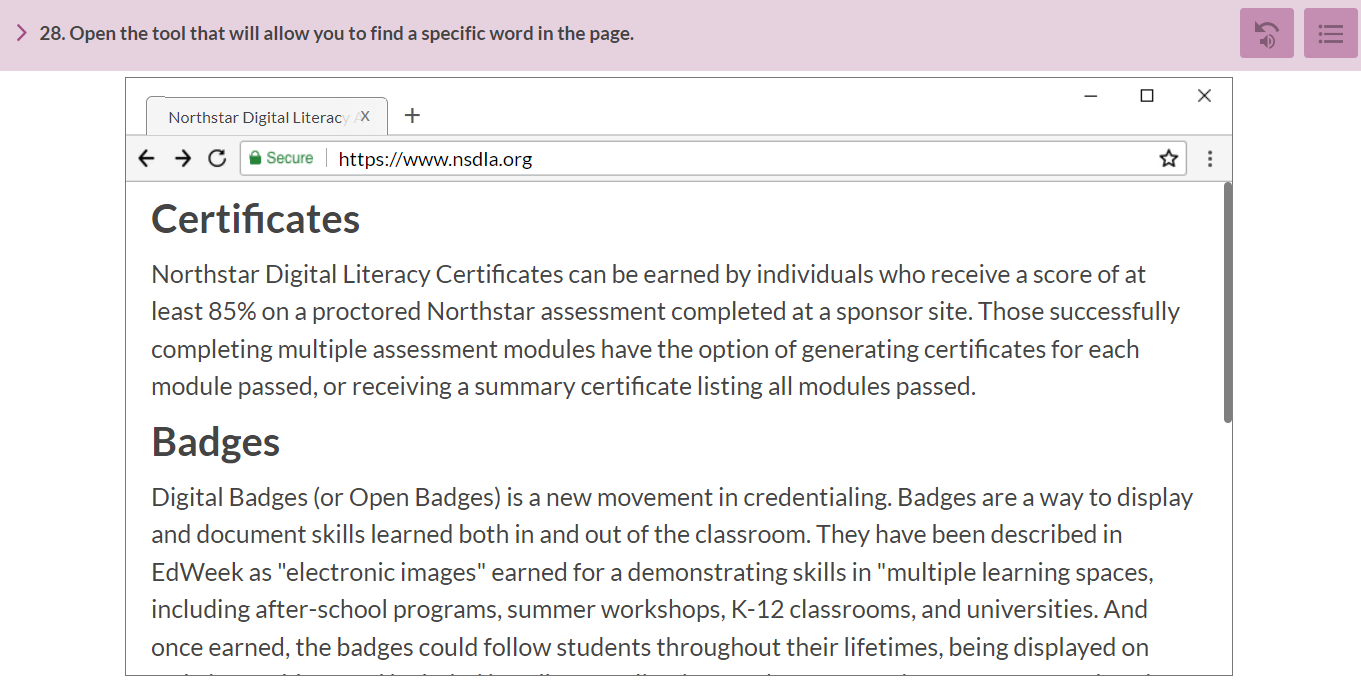 28. Open the tool that will allow you to find a specific word in the page.
Northstar Digital Literacy A X
Secure https://www.nsdla.org
Certificates
Northstar Digital Literacy Certificates can be earned by individuals who receive a score of at
least 85% on a proctored Northstar assessment completed at a sponsor site. Those successfully
completing multiple assessment modules have the option of generating certificates for each
module passed, or receiving a summary certificate listing all modules passed.
Badges
Digital Badges (or Open Badges) is a new movement in credentialing. Badges are a way to display
and document skills learned both in and out of the classroom. They have been described in
EdWeek as "electronic images" earned for a demonstrating skills in "multiple learning spaces,
including after-school programs, summer workshops, K-12 classrooms, and universities. And
once earned, the badges could follow students throughout their lifetimes, being displayed on